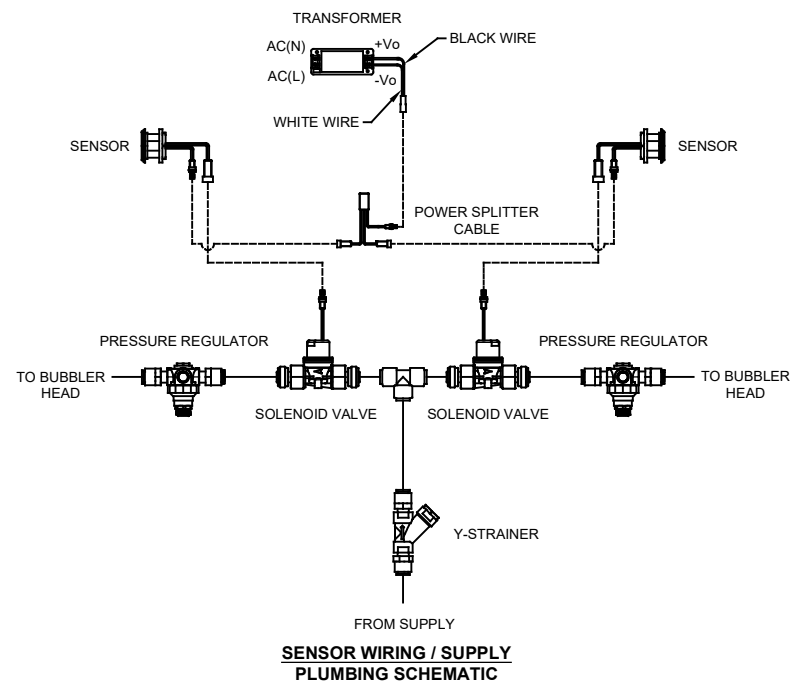 TRANSFORMER
AC(N)
+Vo
BLACK WIRE
AC(L)
-Vo
WHITE WIRE
SENSOR
SENSOR
POWER SPLITTER
CABLE
PRESSURE REGULATOR
PRESSURE REGULATOR
TO BUBBLER
HEAD
TO BUBBLER
HEAD
SOLENOID VALVE
SOLENOID VALVE
Y-STRAINER
FROM SUPPLY
SENSOR WIRING / SUPPLY
PLUMBING SCHEMATIC